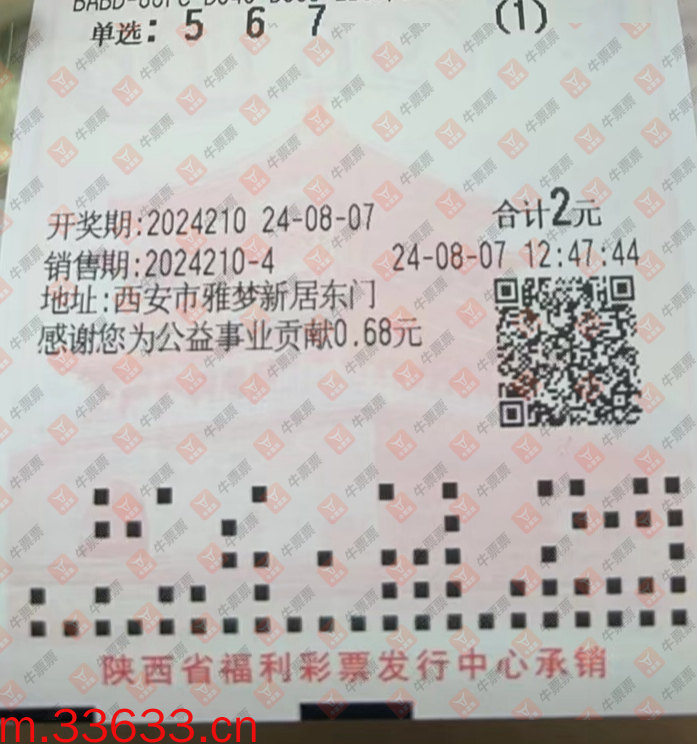 单选: 5 6 7 (1)
开奖期:2024210 24-08-07 合计2元
销售期:2024210-4 24-08-07 12:47:44
地址:西安市雅梦新居东门
感谢您为公益事业贡献0.68元
陕西省福利彩票发行中心承销
m.33633.cn
牛票票